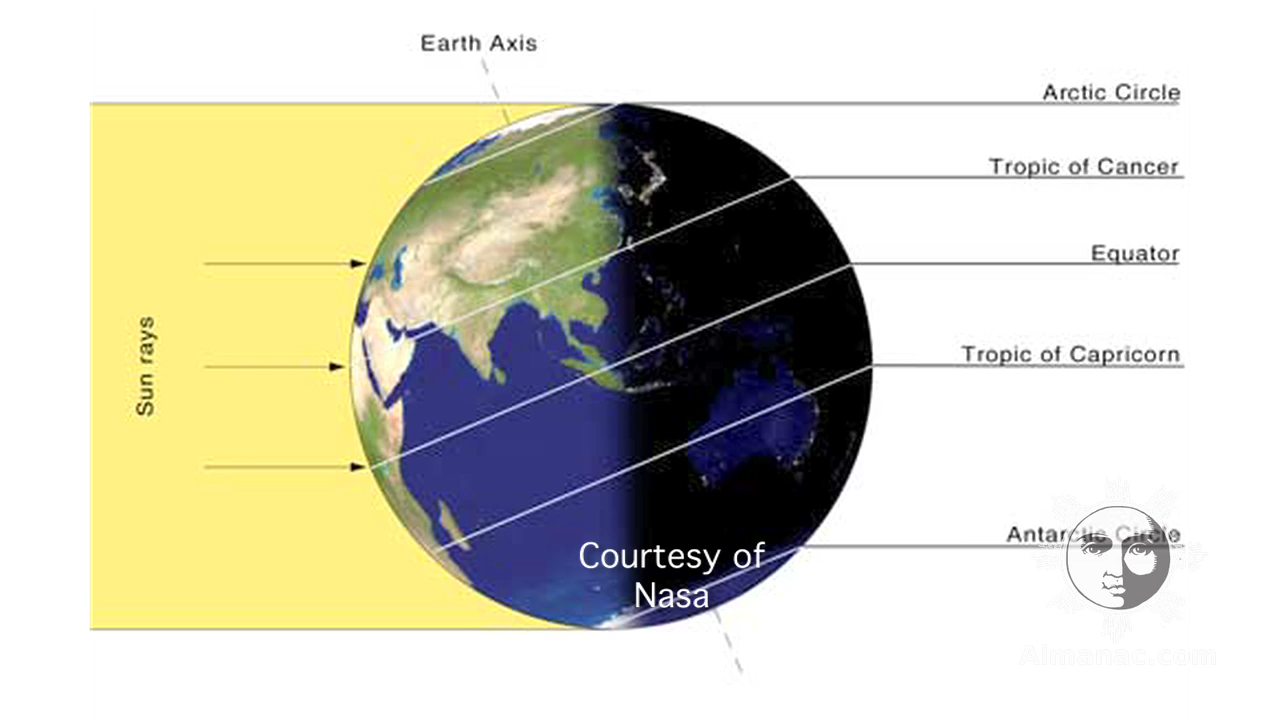 Earth Axis
Arctic Circle
Tropic of Cancer
Equator
Sun rays
Tropic of Capricorn
Antarctic Circle
Courtesy of
Nasa
Almanac.com